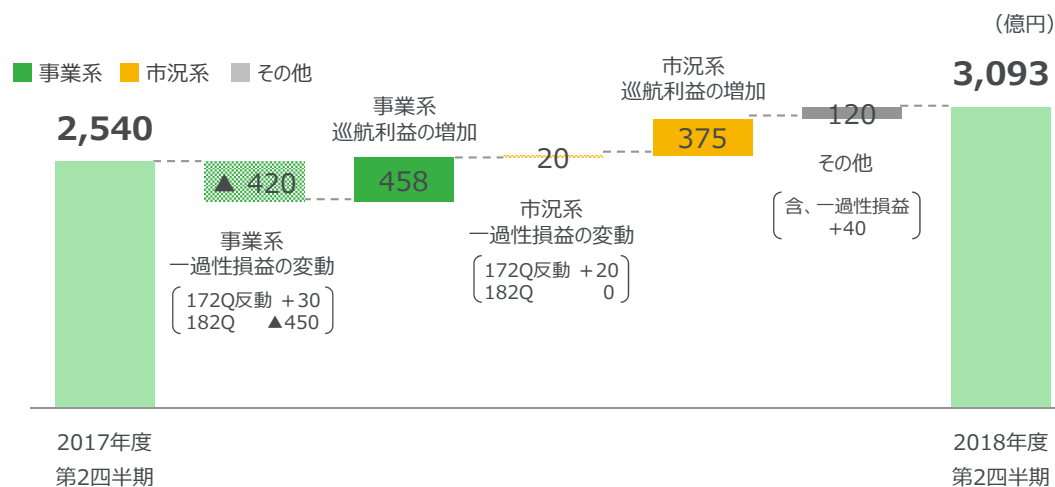 （億円）
事業系 市況系 その他
2,540
▲ 420
事業系
一過性損益の変動
172Q反動 ＋30
182Q ▲450
事業系
巡航利益の増加
458
20
市況系
一過性損益の変動
172Q反動 ＋20
182Q 0
市況系
巡航利益の増加
375
120
その他
含、一過性損益
+40
3,093
2017年度
第2四半期
2018年度
第2四半期